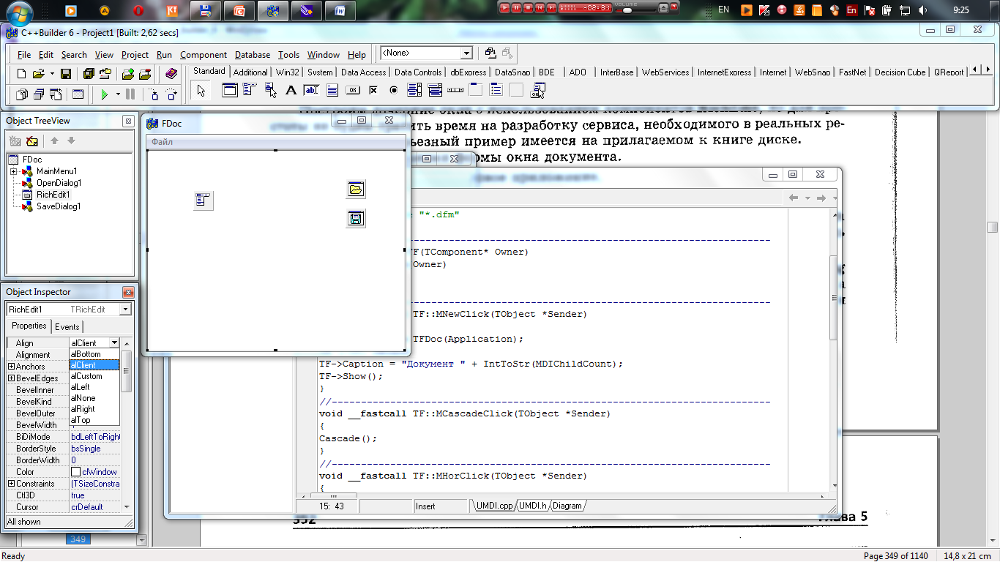 VOLUME
-02:33
EN
En
9:25
C++Builder 6 - Project1 [Built: 2,62 secs]
File Edit Search View Project Run Component Database Tools Window Help
<None>
Standard Additional Win32 System Data Access Data Controls dbExpress DataSnap BDE ADO InterBase WebServices InternetExpress Internet WebSnap FastNet Decision Cube QReport
Object TreeView
FDoc
MainMenu1
OpenDialog1
RichEdit1
SaveDialog1
FDoc
Файл
ить время на разработку сервиса, необходимого в реальных ре-
ьезный пример имеется на прилагаемом к книге диске.
мы окна документа.
Object Inspector
RichEdit1 TRichEdit
Properties Events
Align alClient
Alignment alBottom
Anchors alClient
BevelEdges alCustom
BevelInner alLeft
BevelKind alNone
BevelOuter alRight
BevelWidth alTop
BiDiMode bdLeftToRight
BorderStyle bsSingle
BorderWidth 0
Color clWindow
Constraints (TSizeConstra
Ctl3D true
Cursor crDefault
All shown
"*.dfm"
F(TComponent* Owner)
Owner)
TF::MNewClick(TObject *Sender)
TFDoc(Application);
TF->Caption = "Документ " + IntToStr(MDIChildCount);
TF->Show();
}
//---------------------------------------------------------------------------
void __fastcall TF::MCascadeClick(TObject *Sender)
{
Cascade();
}
//---------------------------------------------------------------------------
void __fastcall TF::MHorClick(TObject *Sender)
{
15: 43 Insert UMDI.cpp UMDI.h Diagram
352 Глава 5
349
Ready Page 349 of 1140 14,8 x 21 cm